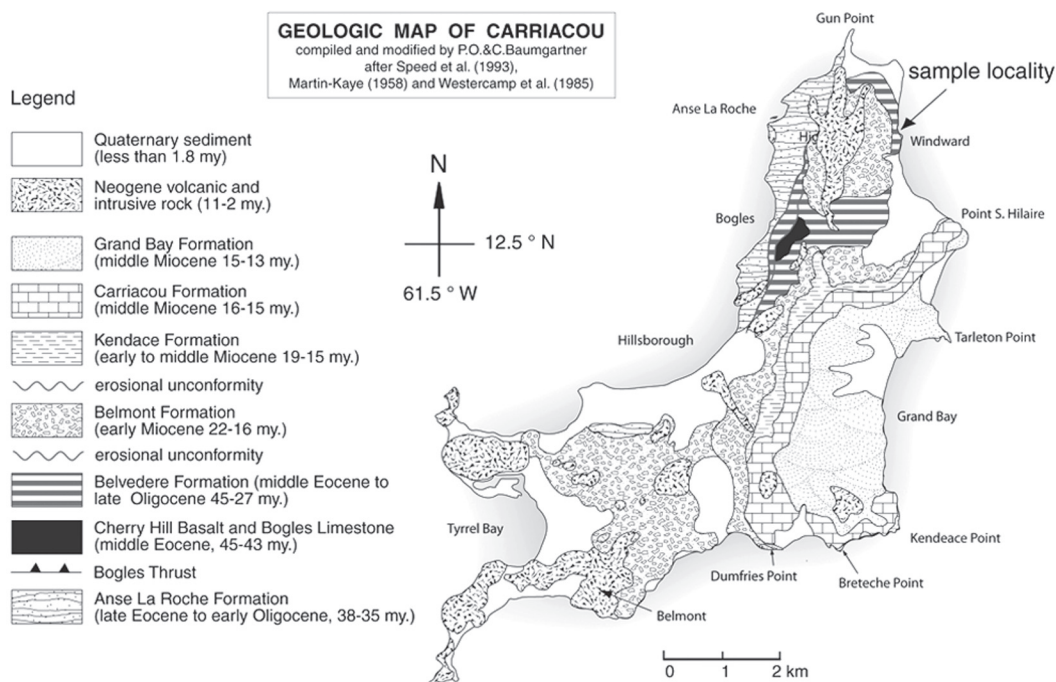 GEOLOGIC MAP OF CARRIACOU
compiled and modified by P.O.&C.Baumgartner
after Speed et al. (1993),
Martin-Kaye (1958) and Westercamp et al. (1985)
Legend
Quaternary sediment
(less than 1.8 my)
Neogene volcanic and
intrusive rock (11-2 my.)
Grand Bay Formation
(middle Miocene 15-13 my.)
Carriacou Formation
(middle Miocene 16-15 my.)
Kendace Formation
(early to middle Miocene 19-15 my.)
erosional unconformity
Belmont Formation
(early Miocene 22-16 my.)
erosional unconformity
Belvedere Formation (middle Eocene to
late Oligocene 45-27 my.)
Cherry Hill Basalt and Bogles Limestone
(middle Eocene, 45-43 my.)
Bogles Thrust
Anse La Roche Formation
(late Eocene to early Oligocene, 38-35 my.)
N
12.5 ° N
61.5 ° W
Gun Point
sample locality
Anse La Roche
Windward
Bogles
Point S. Hilaire
Hillsborough
Tarleton Point
Grand Bay
Tyrrel Bay
Kendeace Point
Dumfries Point
Breteche Point
Belmont
0 1 2 km